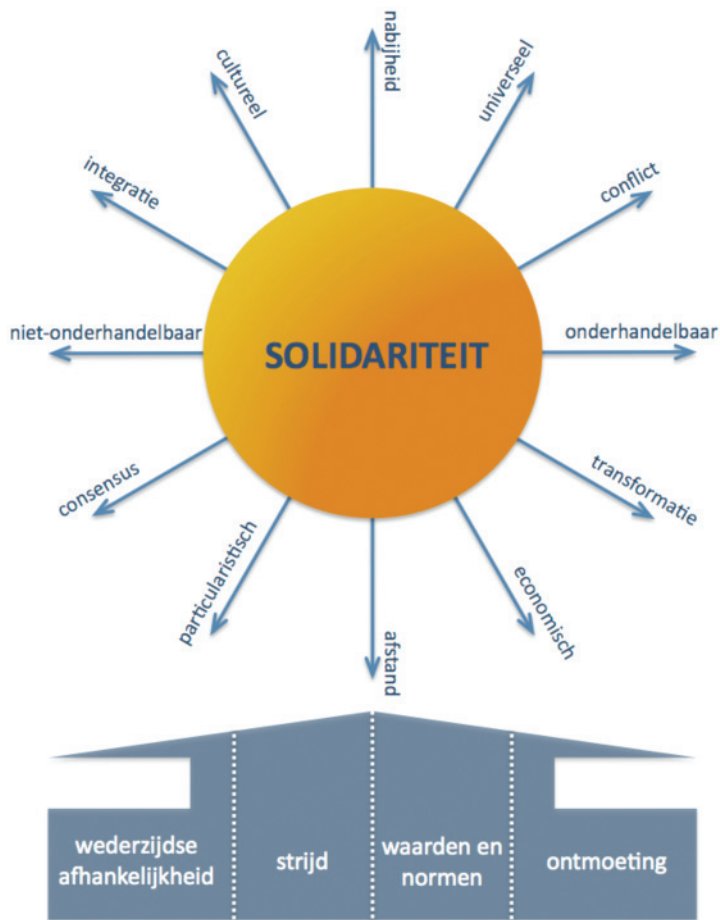 nabijheid
cultureel
universeel
integratie
conflict
niet-onderhandelbaar
SOLIDARITEIT
onderhandelbaar
consensus
transformatie
particularistisch
economisch
afstand
wederzijdse
afhankelijkheid
strijd
waarden en
normen
ontmoeting